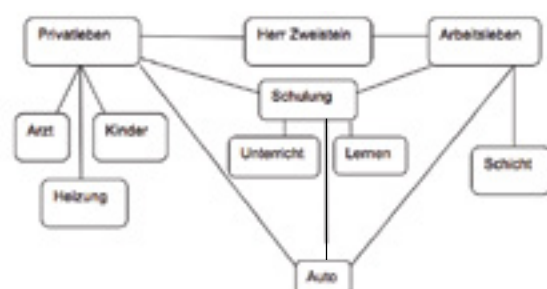 Privatleben
Herr Zweistein
Arbeitsleben
Schulung
Arzt
Kinder
Unterricht
Lernen
Schicht
Heizung
Auto